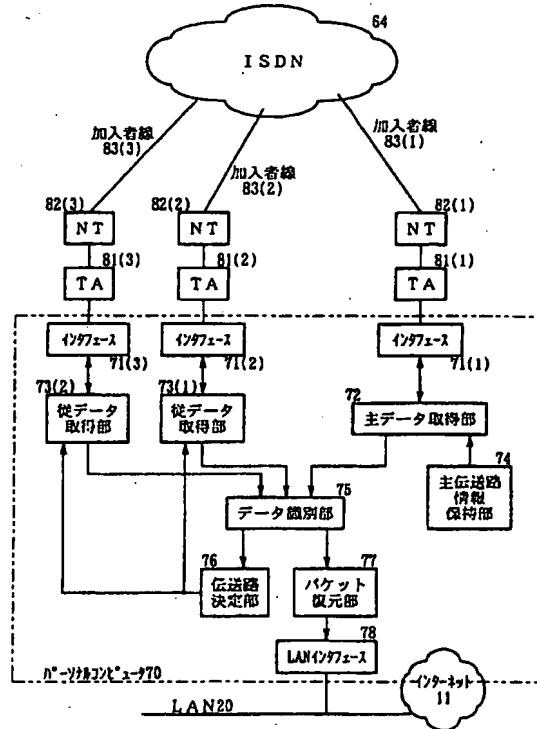 64
ISDN
加入者線
83(3)
加入者線
83(2)
加入者線
83(1)
82(3)
NT
82(2)
NT
82(1)
NT
81(3)
TA
81(2)
TA
81(1)
TA
インタフェース
71(3)
インタフェース
71(2)
インタフェース
71(1)
73(2)
従データ
取得部
73(1)
従データ
取得部
72
主データ取得部
74
主伝送路
情報
保持部
75
データ識別部
76
伝送路
決定部
77
パケット
復元部
78
LANインタフェース
パーソナルコンピュータ70
インターネット
11
LAN20